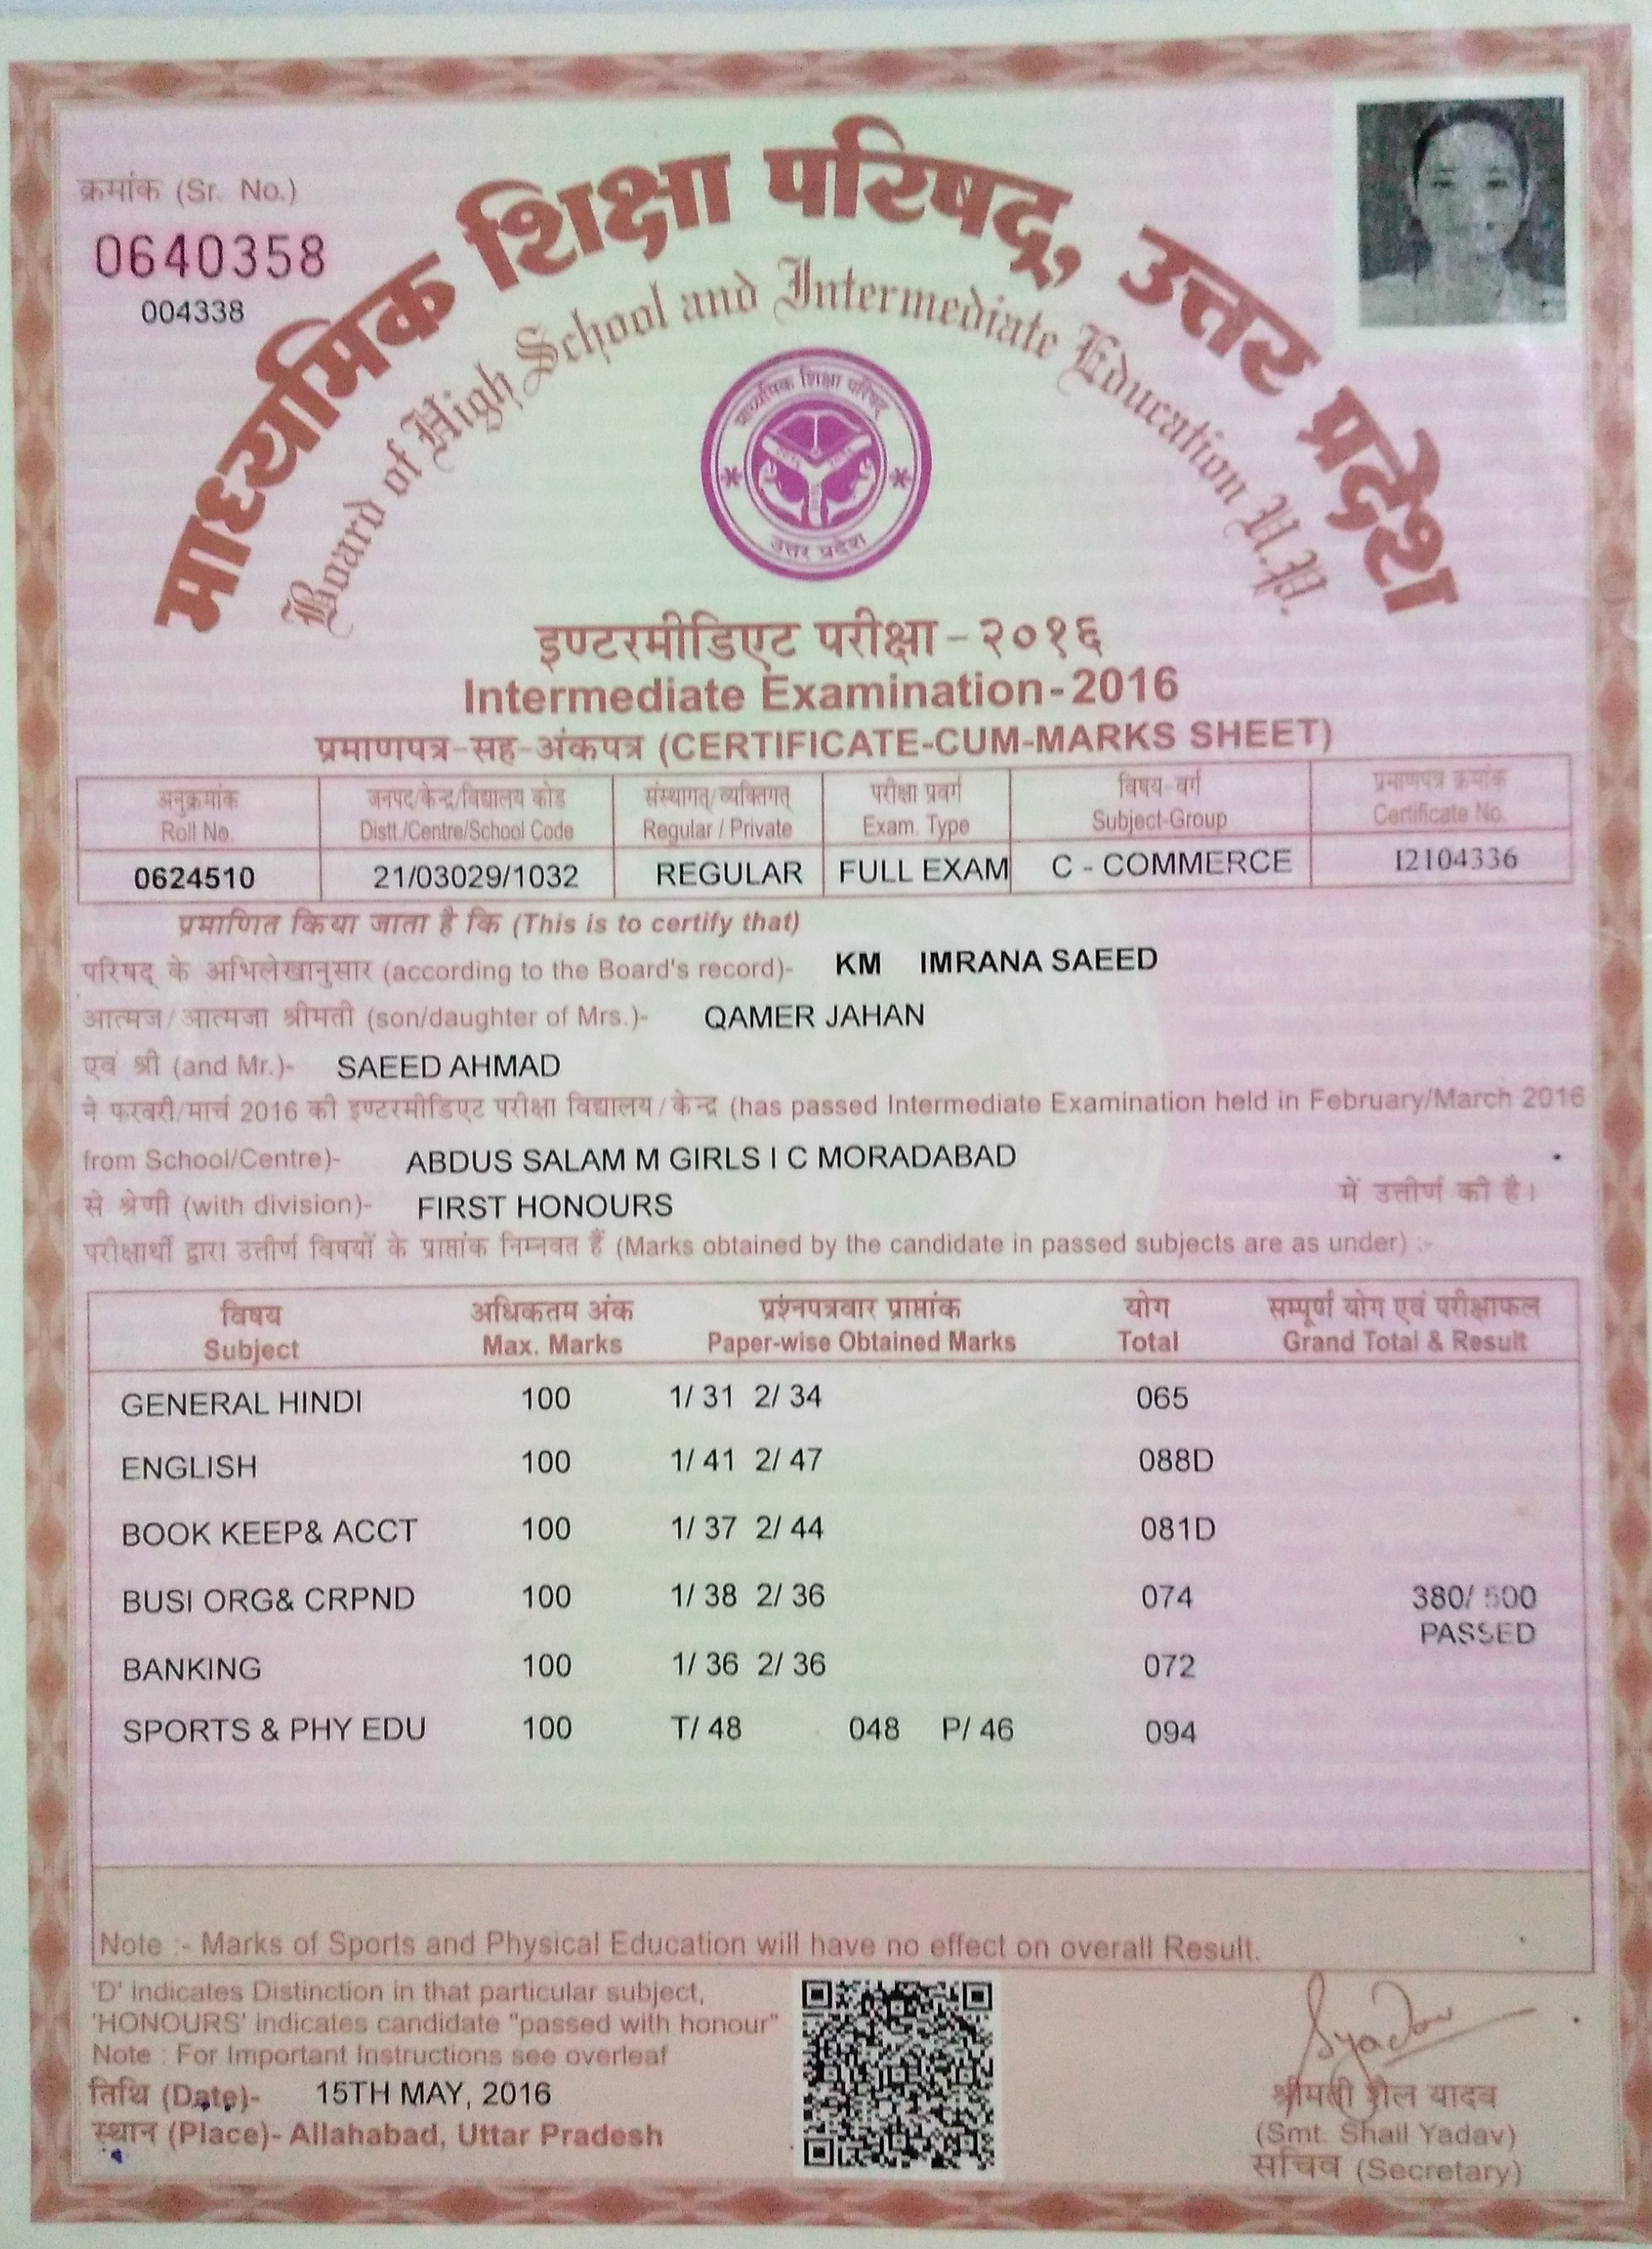 क्रमांक (Sr. No.)
0640358
004338
माध्यमिक शिक्षा परिषद्, उत्तर प्रदेश
Board of High School and Intermediate Education U.P.
माध्यमिक शिक्षा परिषद्
उत्तर प्रदेश
इण्टरमीडिएट परीक्षा - २०१६
Intermediate Examination - 2016
प्रमाणपत्र-सह-अंकपत्र (CERTIFICATE-CUM-MARKS SHEET)
अनुक्रमांक जनपद/केन्द्र/विद्यालय कोड संस्थागत/व्यक्तिगत् परीक्षा प्रवर्ग विषय-वर्ग प्रमाणपत्र क्रमांक
Roll No. Distt./Centre/School Code Regular / Private Exam. Type Subject-Group Certificate No.
0624510 21/03029/1032 REGULAR FULL EXAM C - COMMERCE I2104336
प्रमाणित किया जाता है कि (This is to certify that)
परिषद् के अभिलेखानुसार (according to the Board's record)- KM IMRANA SAEED
आत्मज/आत्मजा श्रीमती (son/daughter of Mrs.)- QAMER JAHAN
एवं श्री (and Mr.)- SAEED AHMAD
ने फरवरी/मार्च 2016 की इण्टरमीडिएट परीक्षा विद्यालय/केन्द्र (has passed Intermediate Examination held in February/March 2016
from School/Centre)- ABDUS SALAM M GIRLS I C MORADABAD
से श्रेणी (with division)- FIRST HONOURS में उत्तीर्ण की है।
परीक्षार्थी द्वारा उत्तीर्ण विषयों के प्राप्तांक निम्नवत हैं (Marks obtained by the candidate in passed subjects are as under) :-
विषय अधिकतम अंक प्रश्नपत्रवार प्राप्तांक योग सम्पूर्ण योग एवं परीक्षाफल
Subject Max. Marks Paper-wise Obtained Marks Total Grand Total & Result
GENERAL HINDI 100 1/ 31 2/ 34 065
ENGLISH 100 1/ 41 2/ 47 088D
BOOK KEEP& ACCT 100 1/ 37 2/ 44 081D
BUSI ORG& CRPND 100 1/ 38 2/ 36 074 380/ 500
PASSED
BANKING 100 1/ 36 2/ 36 072
SPORTS & PHY EDU 100 T/ 48 048 P/ 46 094
Note :- Marks of Sports and Physical Education will have no effect on overall Result.
'D' indicates Distinction in that particular subject,
'HONOURS' indicates candidate "passed with honour"
Note : For Important Instructions see overleaf
तिथि (Date)- 15TH MAY, 2016
स्थान (Place)- Allahabad, Uttar Pradesh
Syadav
श्रीमती शैल यादव
(Smt. Shail Yadav)
सचिव (Secretary)